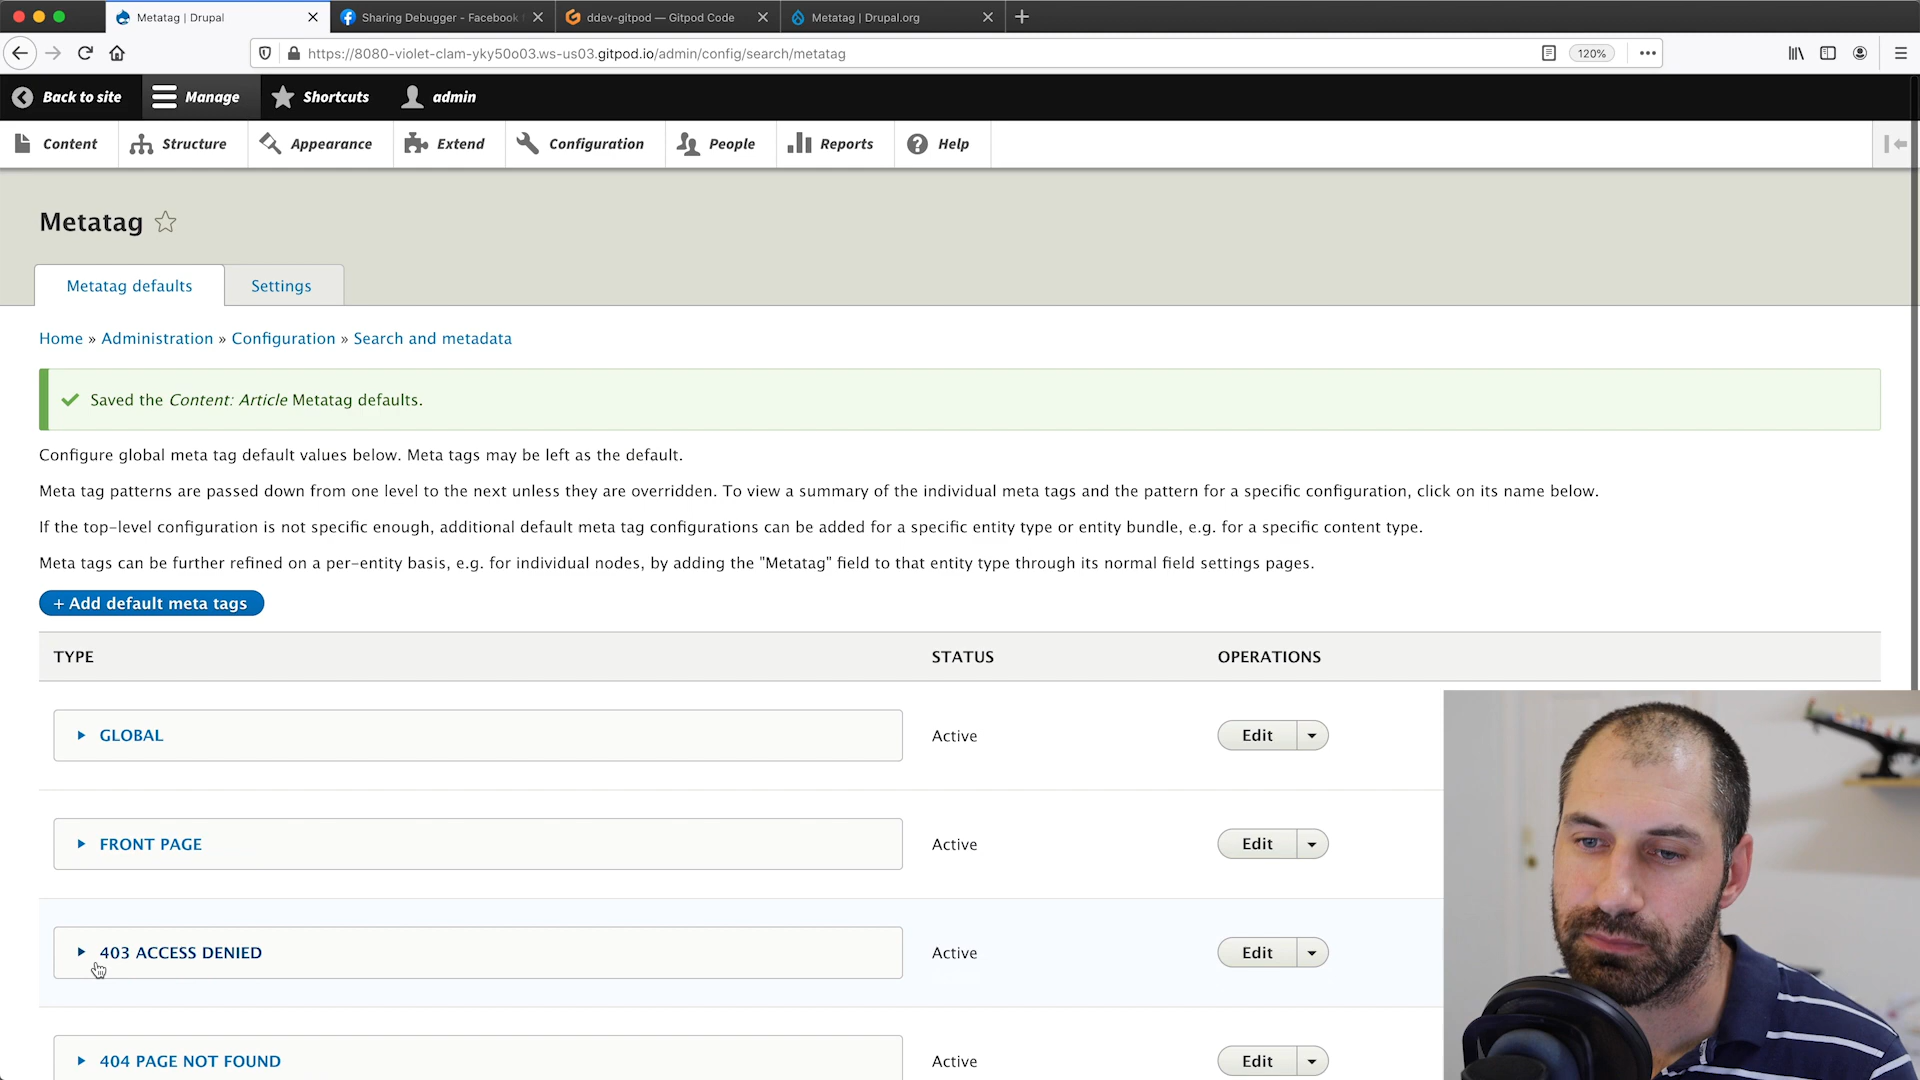 Metatag | Drupal
Sharing Debugger - Facebook
ddev-gitpod — Gitpod Code
Metatag | Drupal.org
https://8080-violet-clam-yky50o03.ws-us03.gitpod.io/admin/config/search/metatag
120%
Back to site
Manage
Shortcuts
admin
Content
Structure
Appearance
Extend
Configuration
People
Reports
Help
Metatag
Metatag defaults
Settings
Home » Administration » Configuration » Search and metadata
Saved the Content: Article Metatag defaults.
Configure global meta tag default values below. Meta tags may be left as the default.
Meta tag patterns are passed down from one level to the next unless they are overridden. To view a summary of the individual meta tags and the pattern for a specific configuration, click on its name below.
If the top-level configuration is not specific enough, additional default meta tag configurations can be added for a specific entity type or entity bundle, e.g. for a specific content type.
Meta tags can be further refined on a per-entity basis, e.g. for individual nodes, by adding the "Metatag" field to that entity type through its normal field settings pages.
+ Add default meta tags
TYPE STATUS OPERATIONS
GLOBAL Active Edit
FRONT PAGE Active Edit
403 ACCESS DENIED Active Edit
404 PAGE NOT FOUND Active Edit